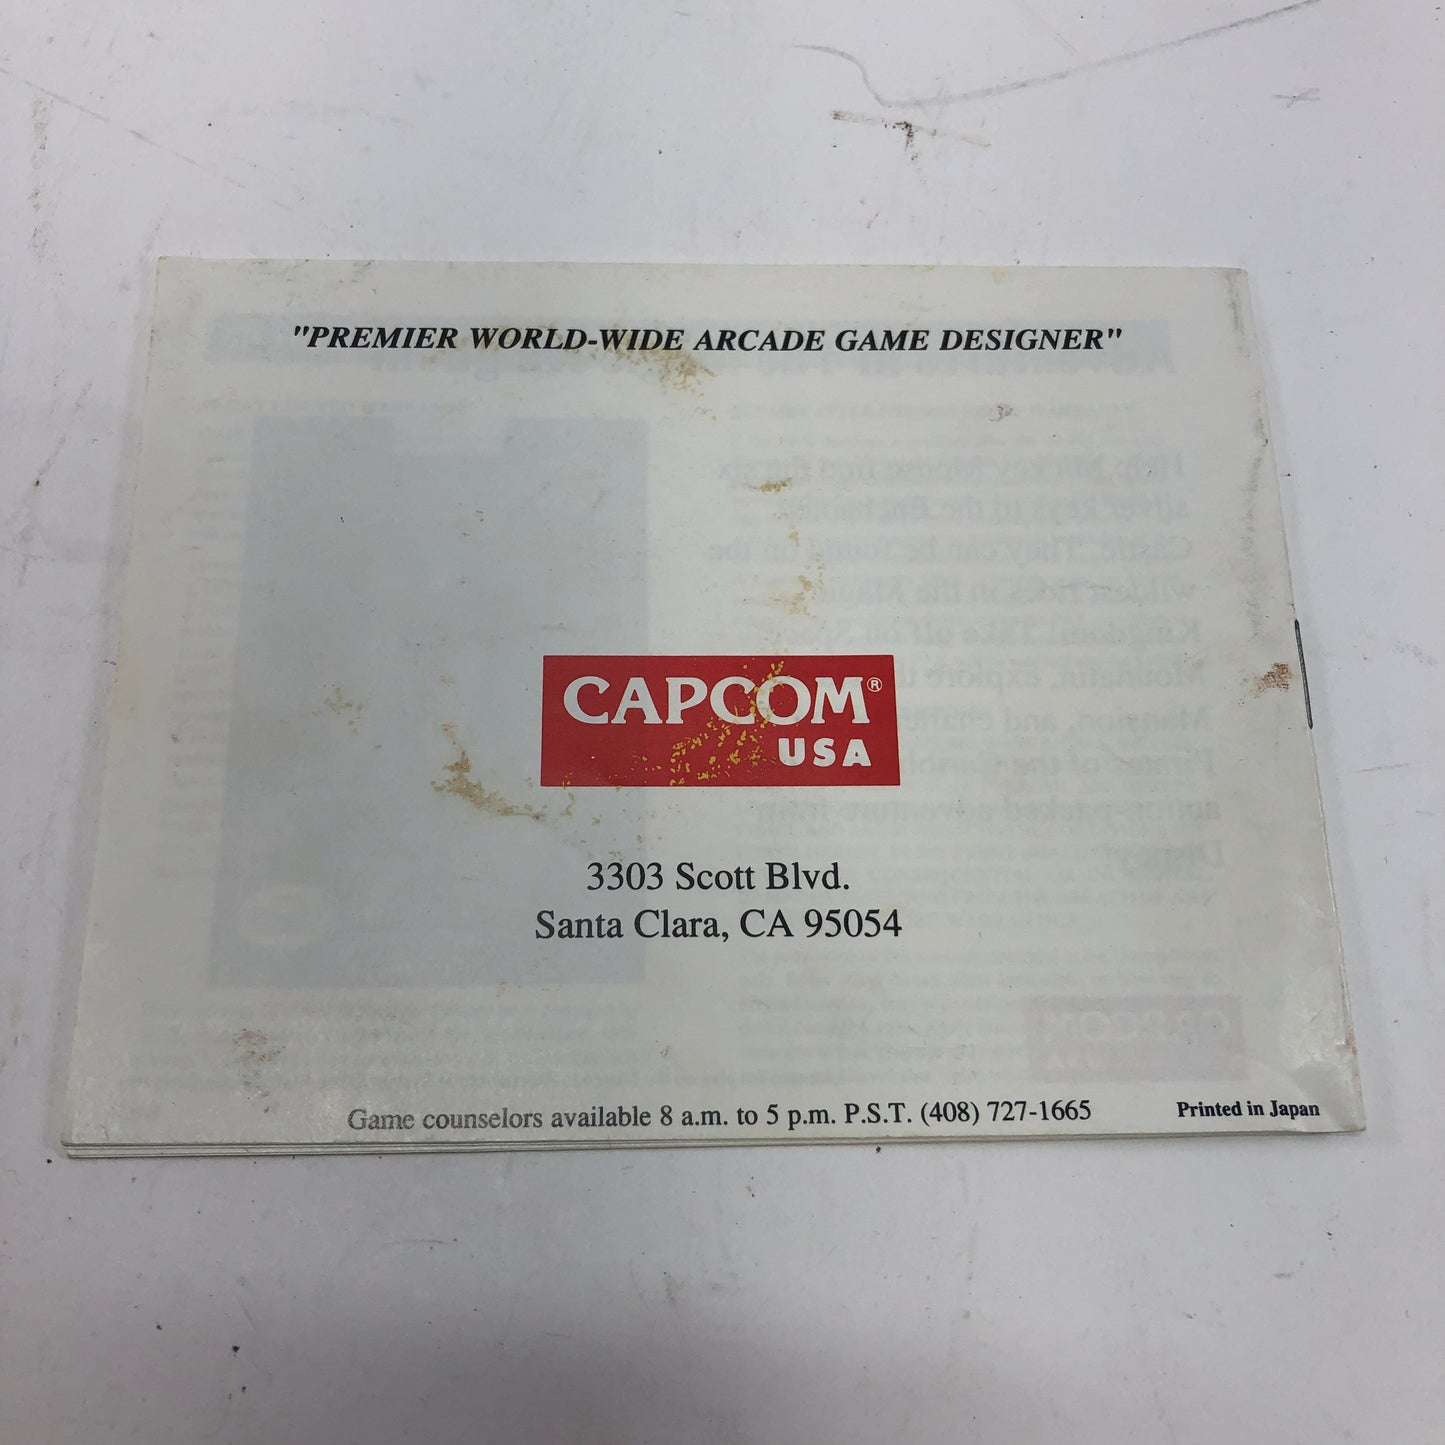 "PREMIER WORLD-WIDE ARCADE GAME DESIGNER"
CAPCOM®
USA
3303 Scott Blvd.
Santa Clara, CA 95054
Game counselors available 8 a.m. to 5 p.m. P.S.T. (408) 727-1665
Printed in Japan